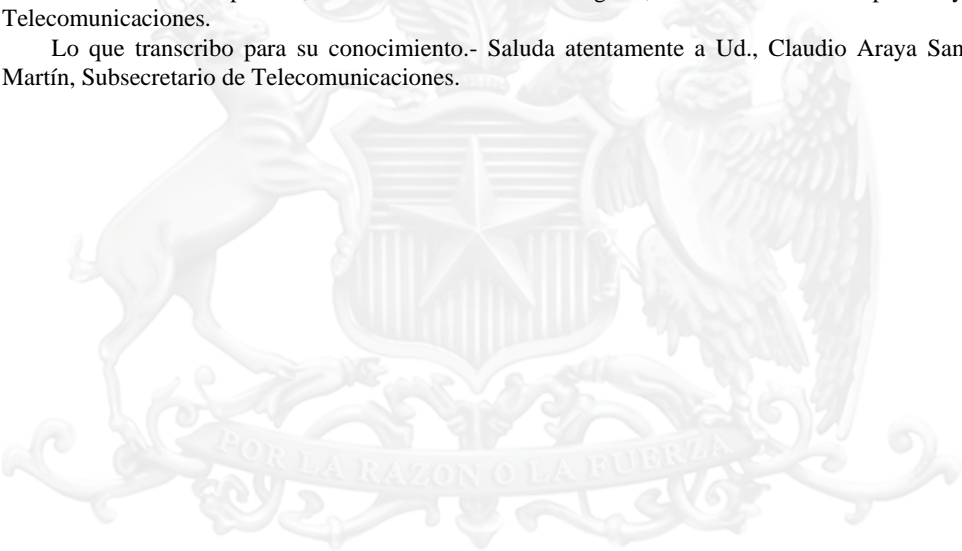 Telecomunicaciones.
Lo que transcribo para su conocimiento.- Saluda atentamente a Ud., Claudio Araya San
Martín, Subsecretario de Telecomunicaciones.
POR LA RAZON O LA FUERZA